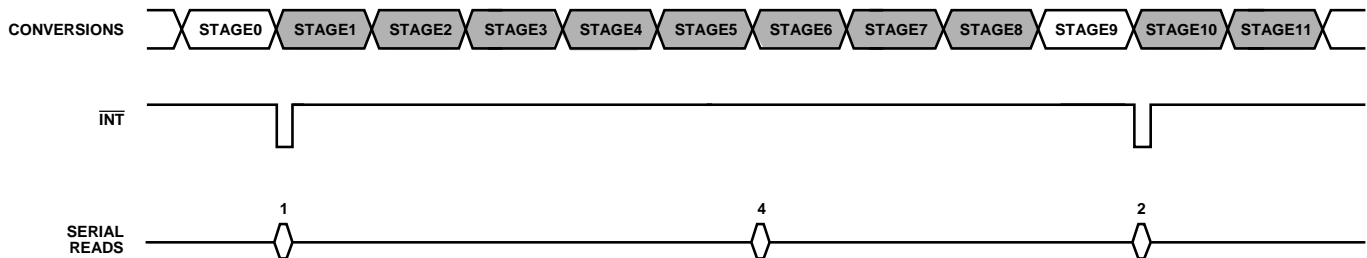 CONVERSIONS STAGE0 STAGE1 STAGE2 STAGE3 STAGE4 STAGE5 STAGE6 STAGE7 STAGE8 STAGE9 STAGE10 STAGE11
INT
1 4 2
SERIAL
READS